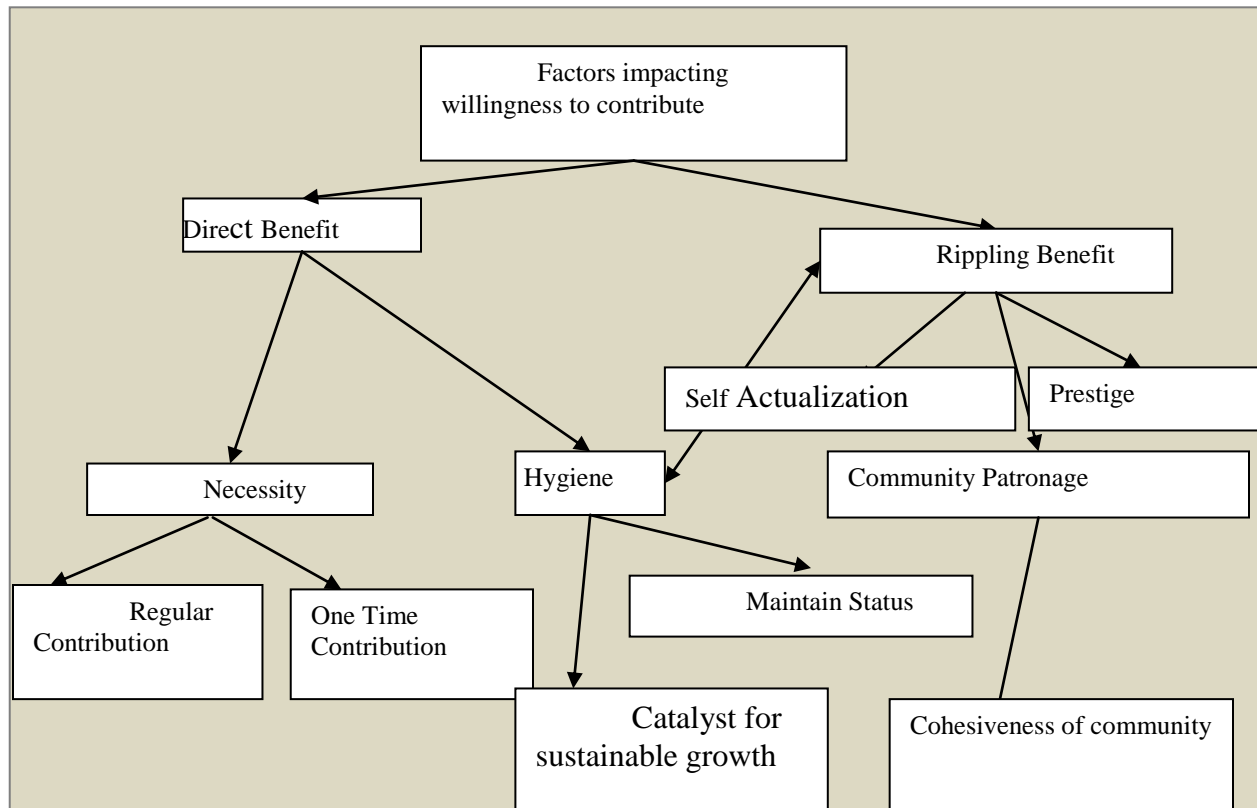 Factors impacting
willingness to contribute
Direct Benefit
Rippling Benefit
Self Actualization
Prestige
Necessity
Hygiene
Community Patronage
Regular
Contribution
One Time
Contribution
Maintain Status
Catalyst for
sustainable growth
Cohesiveness of community